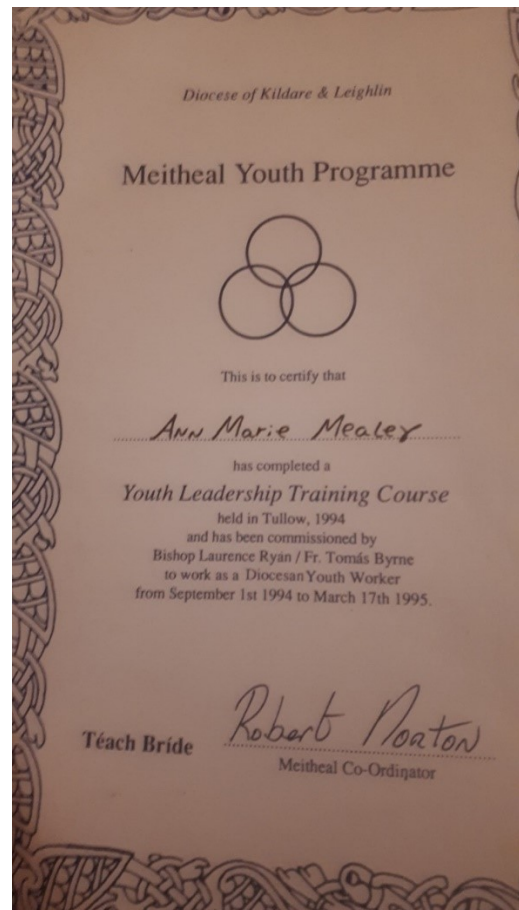 Diocese of Kildare & Leighlin
Meitheal Youth Programme
This is to certify that
Ann Marie Mealey
has completed a
Youth Leadership Training Course
held in Tullow, 1994
and has been commissioned by
Bishop Laurence Ryan / Fr. Tomás Byrne
to work as a Diocesan Youth Worker
from September 1st 1994 to March 17th 1995.
Robert
Téach Bríde
Meitheal Co-Ordinator